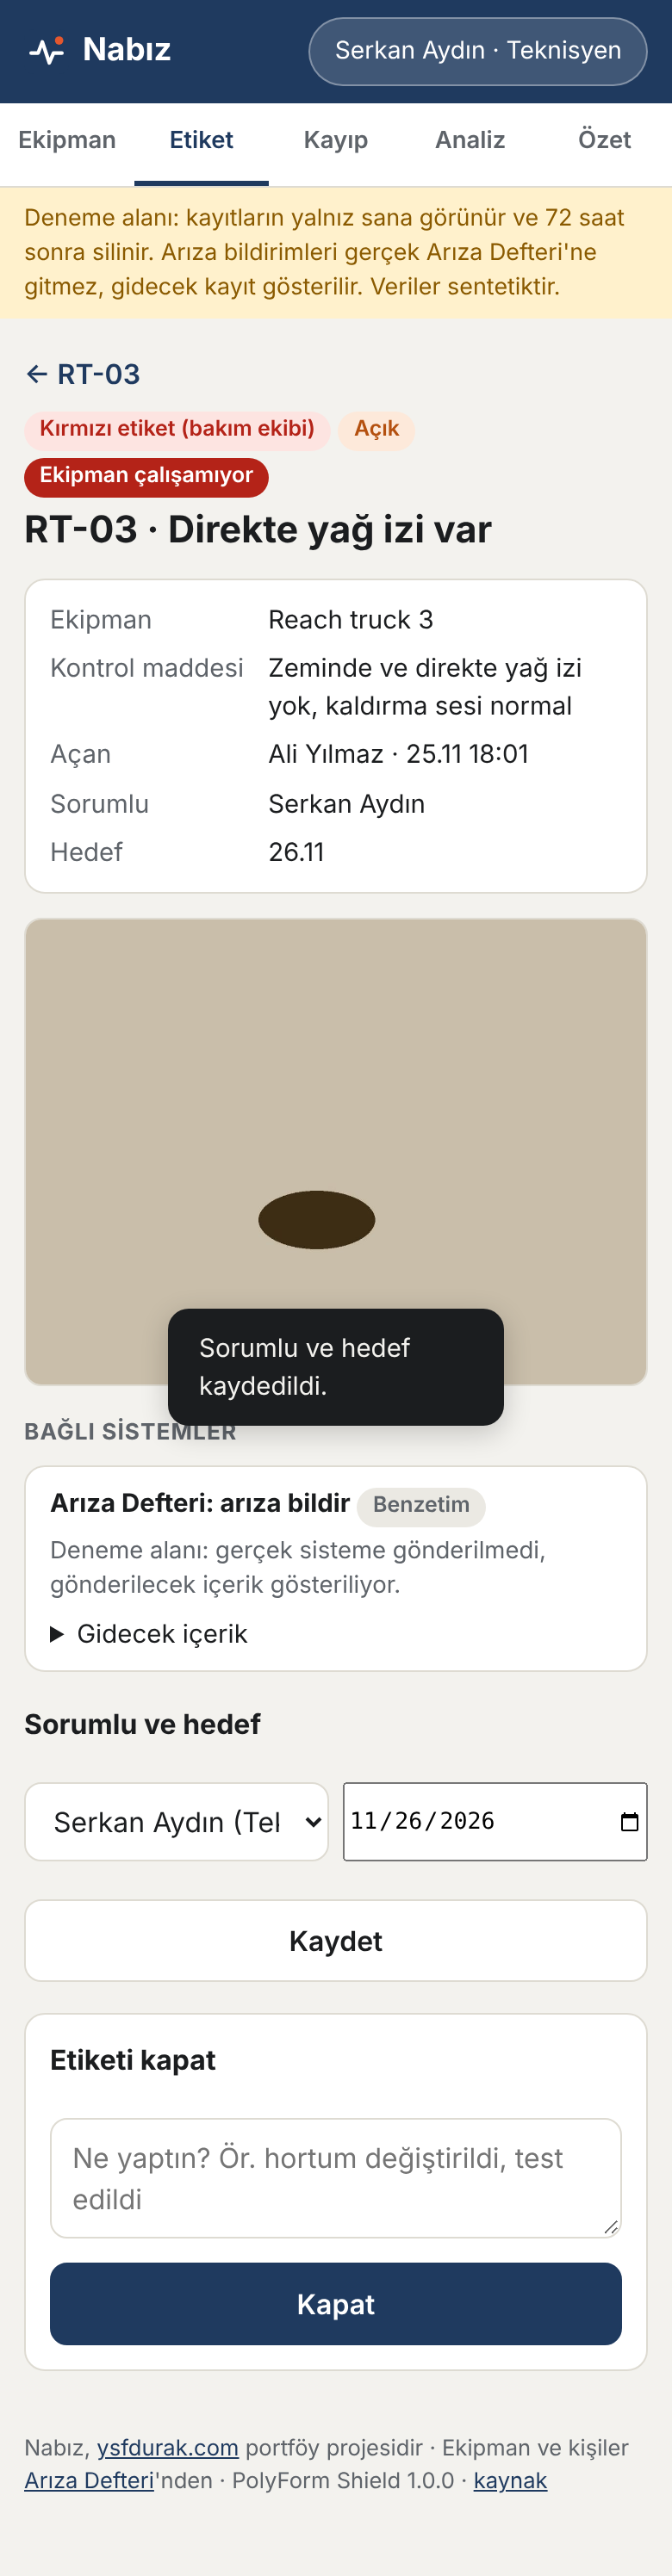 Nabız
Serkan Aydın · Teknisyen
Ekipman
Etiket
Kayıp
Analiz
Özet
Deneme alanı: kayıtların yalnız sana görünür ve 72 saat
sonra silinir. Arıza bildirimleri gerçek Arıza Defteri'ne
gitmez, gidecek kayıt gösterilir. Veriler sentetiktir.
← RT-03
Kırmızı etiket (bakım ekibi)
Açık
Ekipman çalışamıyor
RT-03 · Direkte yağ izi var
Ekipman
Reach truck 3
Kontrol maddesi
Zeminde ve direkte yağ izi
yok, kaldırma sesi normal
Açan
Ali Yılmaz · 25.11 18:01
Sorumlu
Serkan Aydın
Hedef
26.11
Sorumlu ve hedef
kaydedildi.
BAĞLI SİSTEMLER
Arıza Defteri: arıza bildir
Benzetim
Deneme alanı: gerçek sisteme gönderilmedi,
gönderilecek içerik gösteriliyor.
Gidecek içerik
Sorumlu ve hedef
Serkan Aydın (Tel
11/26/2026
Kaydet
Etiketi kapat
Ne yaptın? Ör. hortum değiştirildi, test
edildi
Kapat
Nabız, ysfdurak.com portföy projesidir · Ekipman ve kişiler
Arıza Defteri'nden · PolyForm Shield 1.0.0 · kaynak